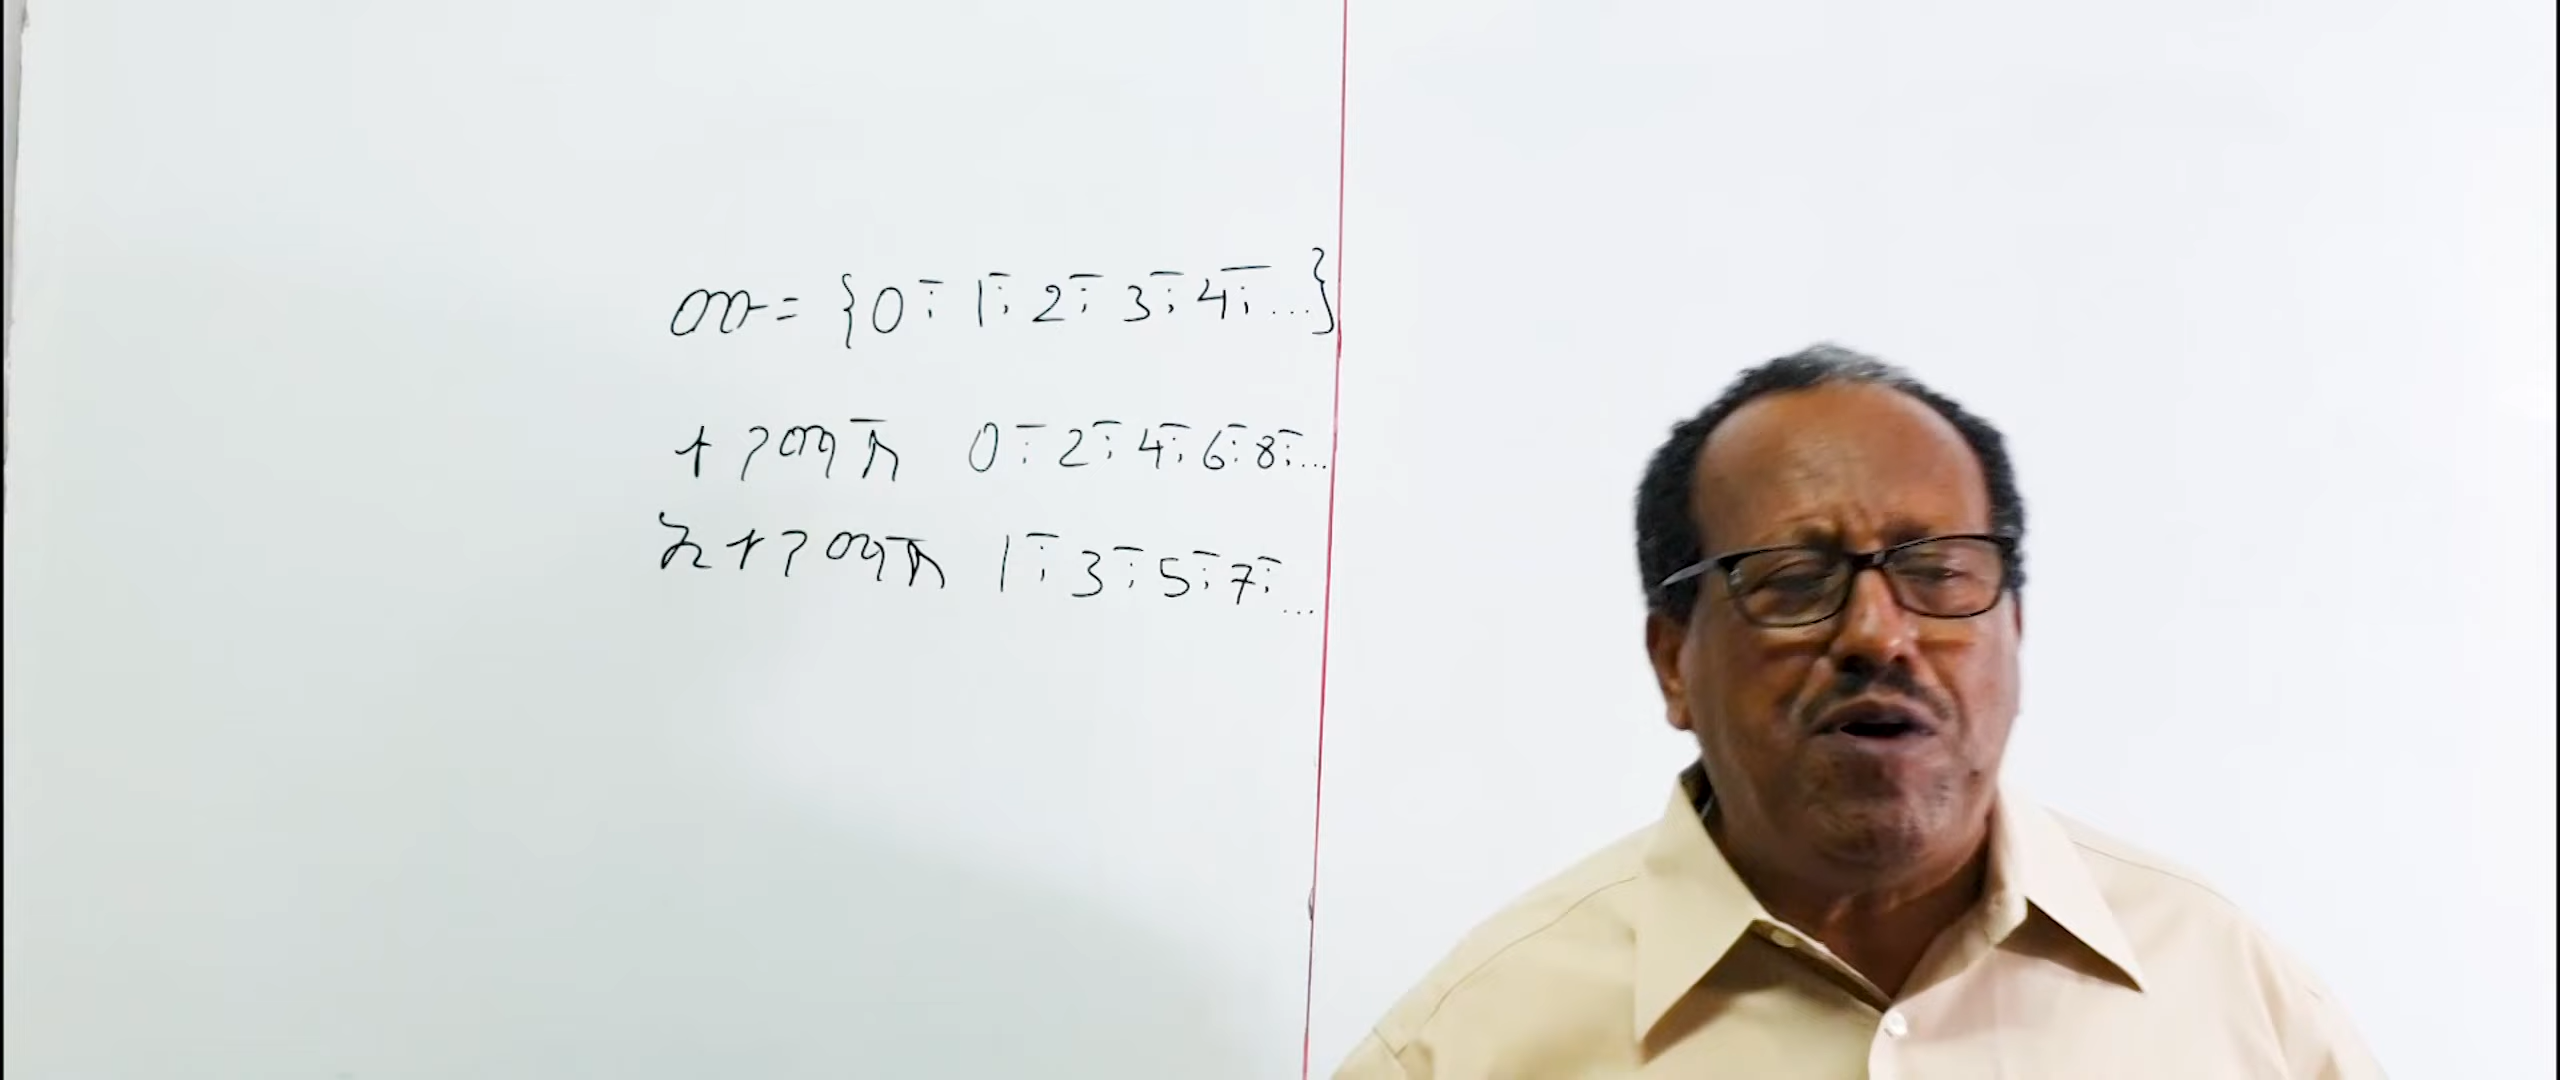 ሙ = {0፣ 1፣ 2፣ 3፣ 4፣ ...}
ተጋማሽ 0፣ 2፣ 4፣ 6፣ 8፣ ...
ኢተጋማሽ 1፣ 3፣ 5፣ 7፣ ...